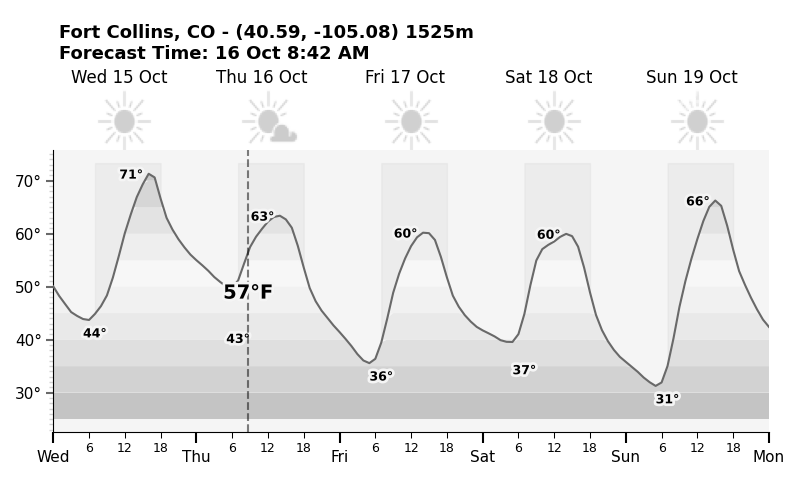 Fort Collins, CO - (40.59, -105.08) 1525m
Forecast Time: 16 Oct 8:42 AM
Wed 15 Oct Thu 16 Oct Fri 17 Oct Sat 18 Oct Sun 19 Oct
70°
60°
50°
40°
30°
71°
63°
60°
60°
66°
57°F
44°
43°
36°
37°
31°
6 12 18 6 12 18 6 12 18 6 12 18 6 12 18
Wed Thu Fri Sat Sun Mon